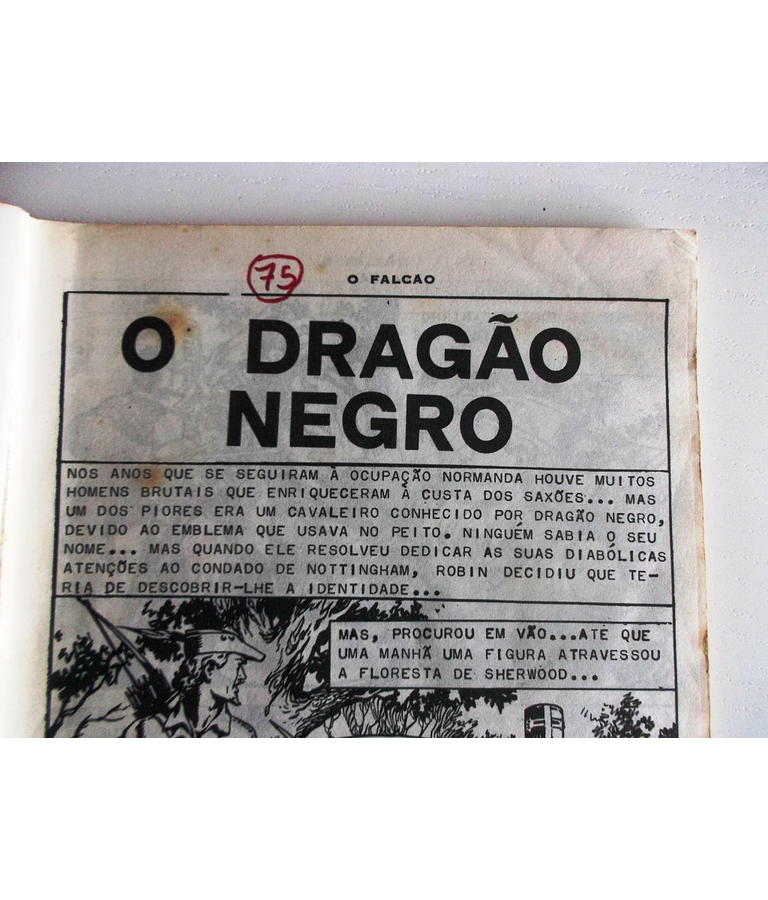 75
O FALCÃO
O DRAGÃO
NEGRO
NOS ANOS QUE SE SEGUIRAM À OCUPAÇÃO NORMANDA HOUVE MUITOS
HOMENS BRUTAIS QUE ENRIQUECERAM À CUSTA DOS SAXÕES... MAS
UM DOS PIORES ERA UM CAVALEIRO CONHECIDO POR DRAGÃO NEGRO,
DEVIDO AO EMBLEMA QUE USAVA NO PEITO. NINGUÉM SABIA O SEU
NOME... MAS QUANDO ELE RESOLVEU DEDICAR AS SUAS DIABÓLICAS
ATENÇÕES AO CONDADO DE NOTTINGHAM, ROBIN DECIDIU QUE TE-
RIA DE DESCOBRIR-LHE A IDENTIDADE...
MAS, PROCUROU EM VÃO...ATÉ QUE
UMA MANHÃ UMA FIGURA ATRAVESSOU
A FLORESTA DE SHERWOOD...